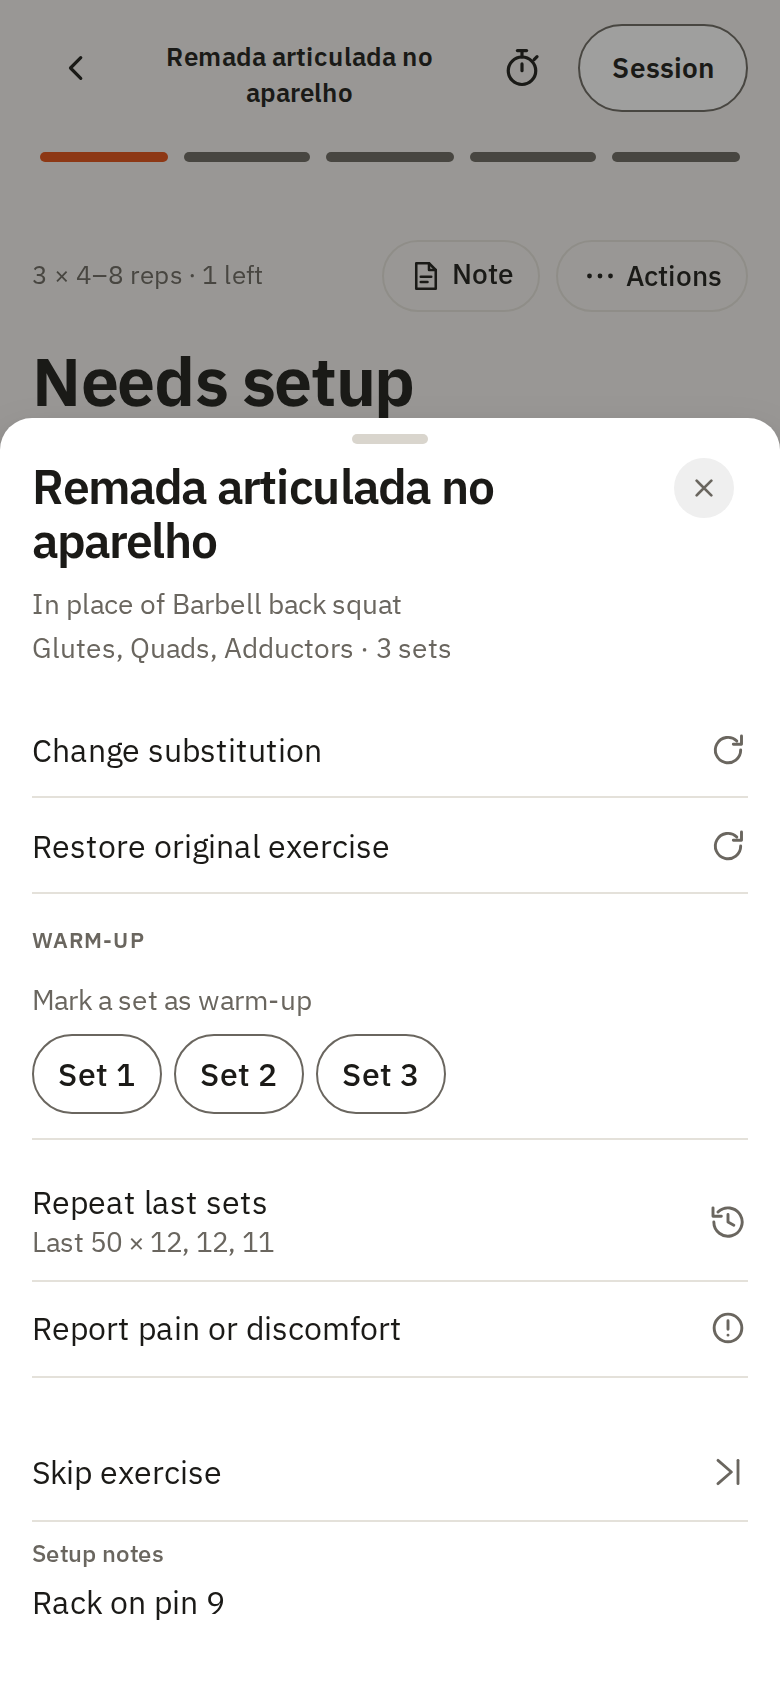 Remada articulada no
aparelho
Session
3 × 4–8 reps · 1 left
Note
··· Actions
Needs setup
Remada articulada no
aparelho
In place of Barbell back squat
Glutes, Quads, Adductors · 3 sets
Change substitution
Restore original exercise
WARM-UP
Mark a set as warm-up
Set 1
Set 2
Set 3
Repeat last sets
Last 50 × 12, 12, 11
Report pain or discomfort
Skip exercise
Setup notes
Rack on pin 9